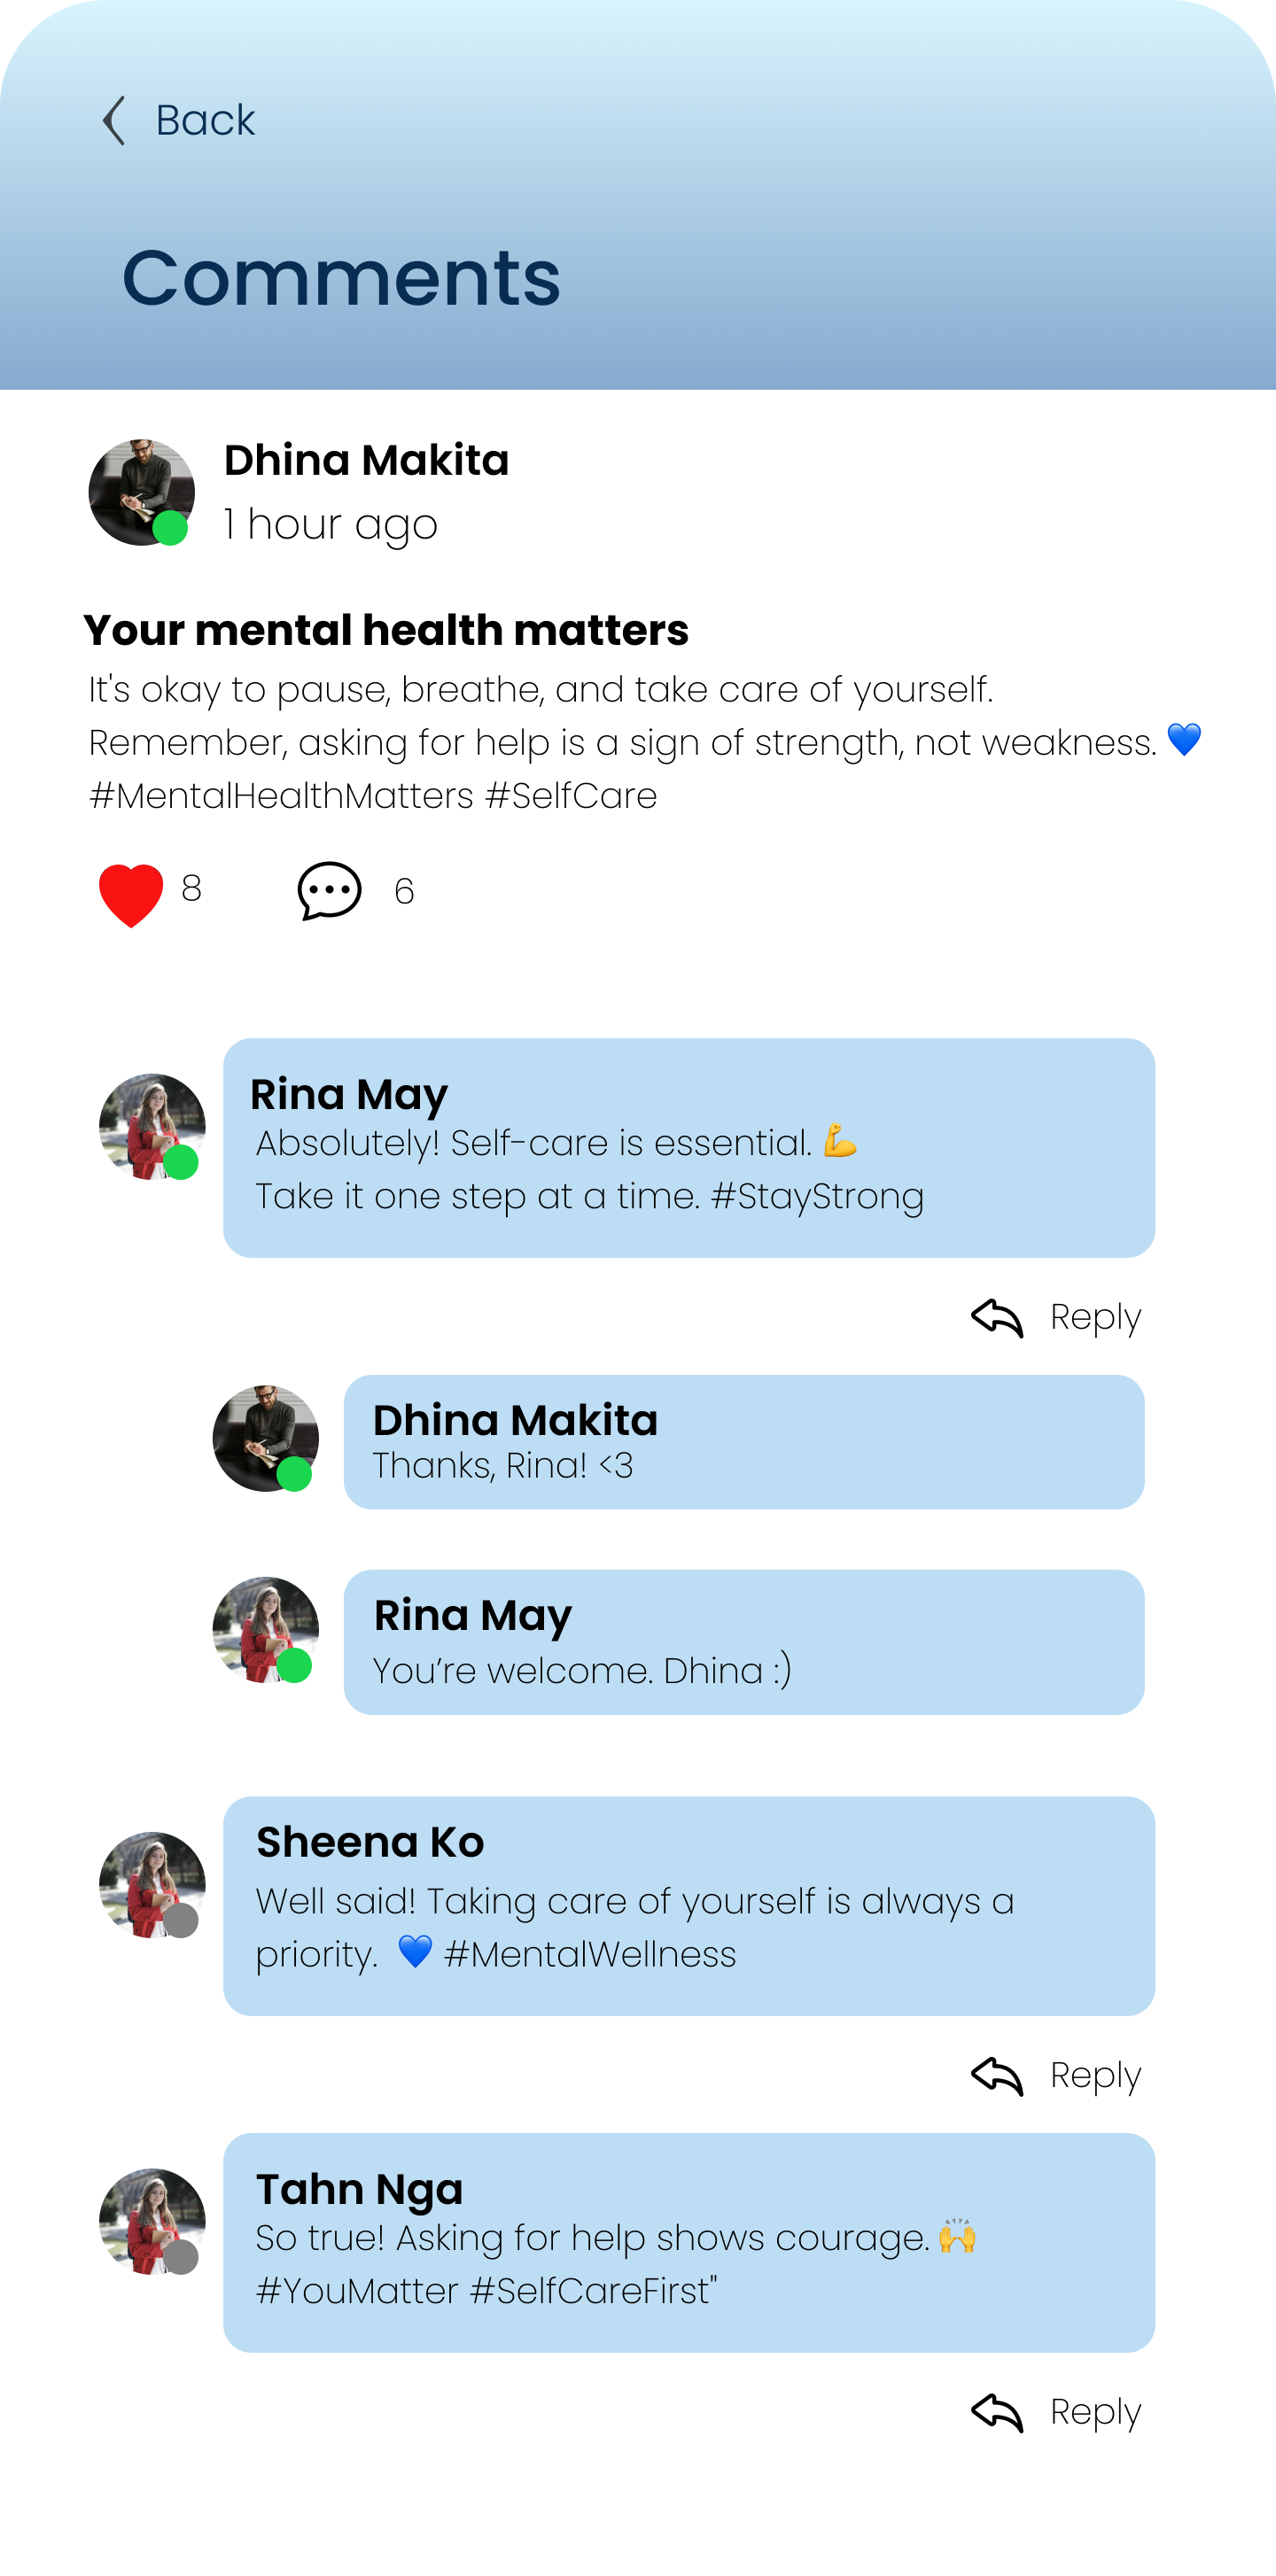 Back
Comments
Dhina Makita
1 hour ago
Your mental health matters
It's okay to pause, breathe, and take care of yourself.
Remember, asking for help is a sign of strength, not weakness. 💙
#MentalHealthMatters #SelfCare
8 6
Rina May
Absolutely! Self-care is essential. 💪
Take it one step at a time. #StayStrong
Reply
Dhina Makita
Thanks, Rina! <3
Rina May
You’re welcome. Dhina :)
Sheena Ko
Well said! Taking care of yourself is always a
priority. 💙 #MentalWellness
Reply
Tahn Nga
So true! Asking for help shows courage. 🙌
#YouMatter #SelfCareFirst"
Reply